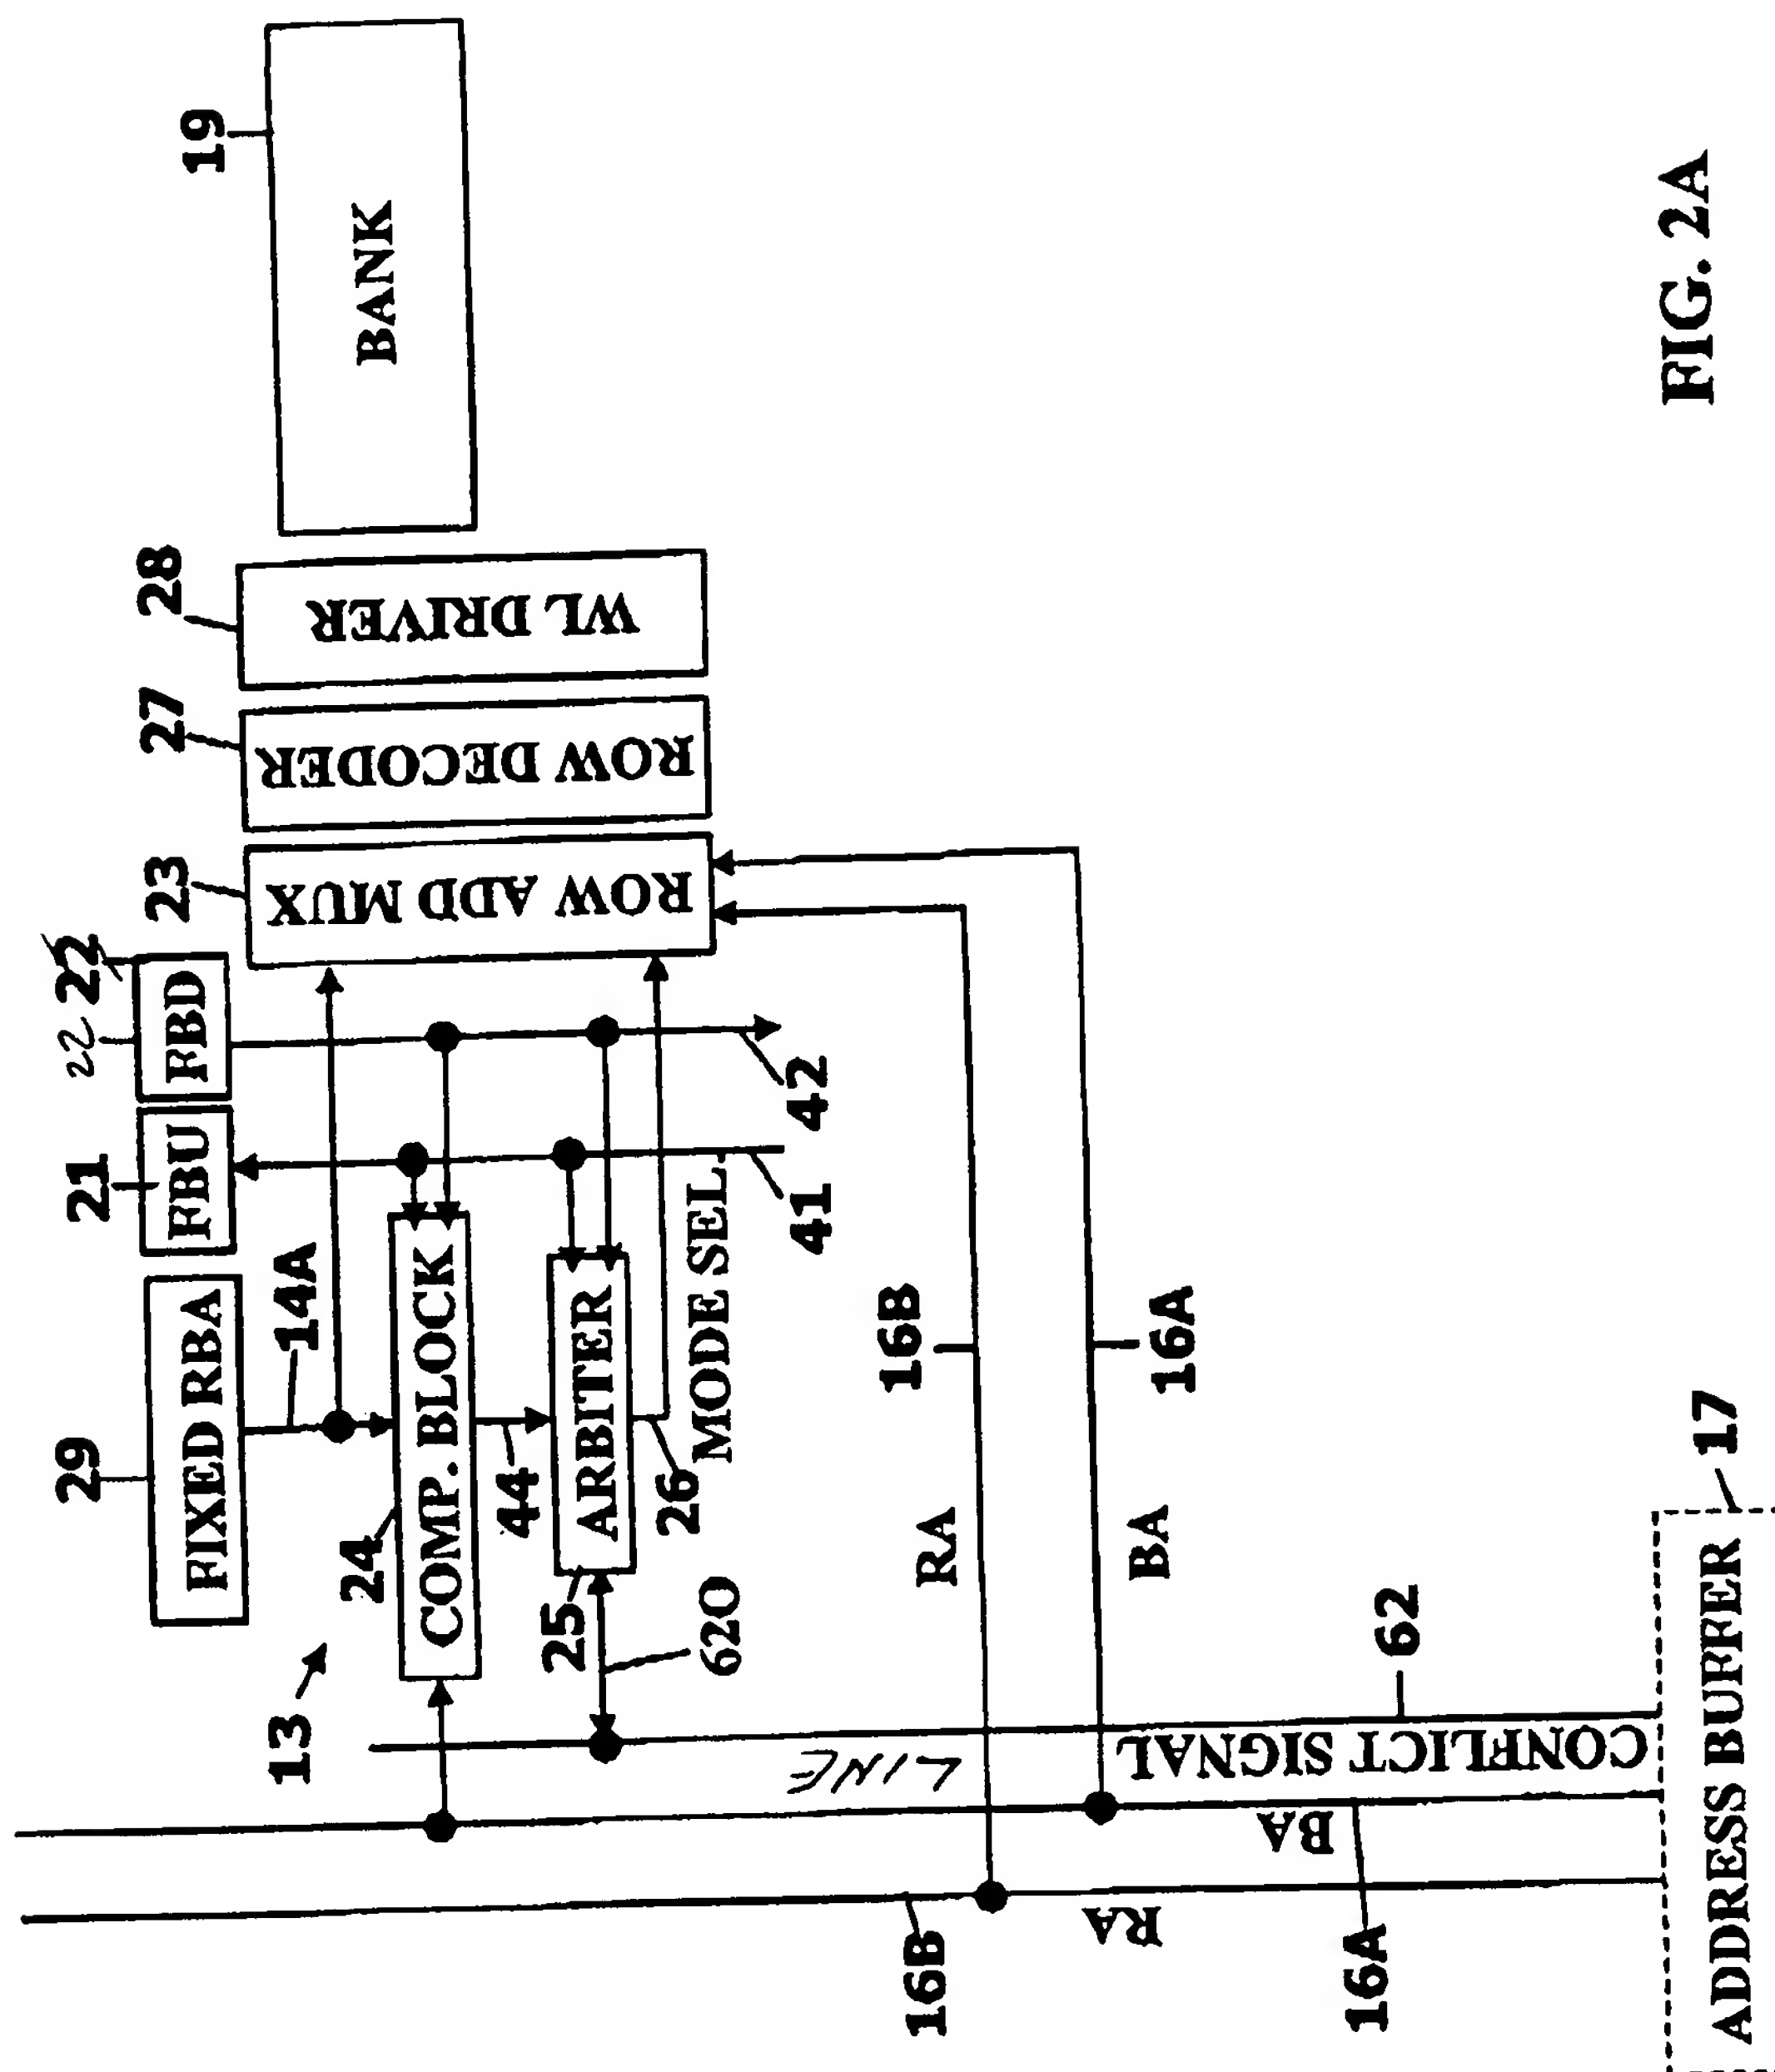 19
BANK
28
WL DRIVER
27
ROW DECODER
23
ROW ADD MUX
22
22
FBD
42
21
FBU
41
29
FIXED RBA
14A
24
COMP. BLOCK
44
25
ARBITER
26
MODE SEL.
620
13
16B
RA
16A
BA
62
CONFLICT SIGNAL
LINE
BA
16A
RA
16B
17
ADDRESS BUFFER
FIG. 2A